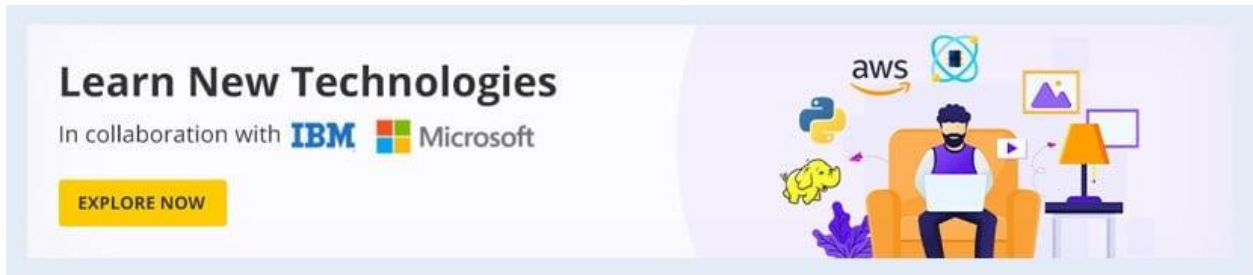 Learn New Technologies
In collaboration with IBM Microsoft
EXPLORE NOW
aws